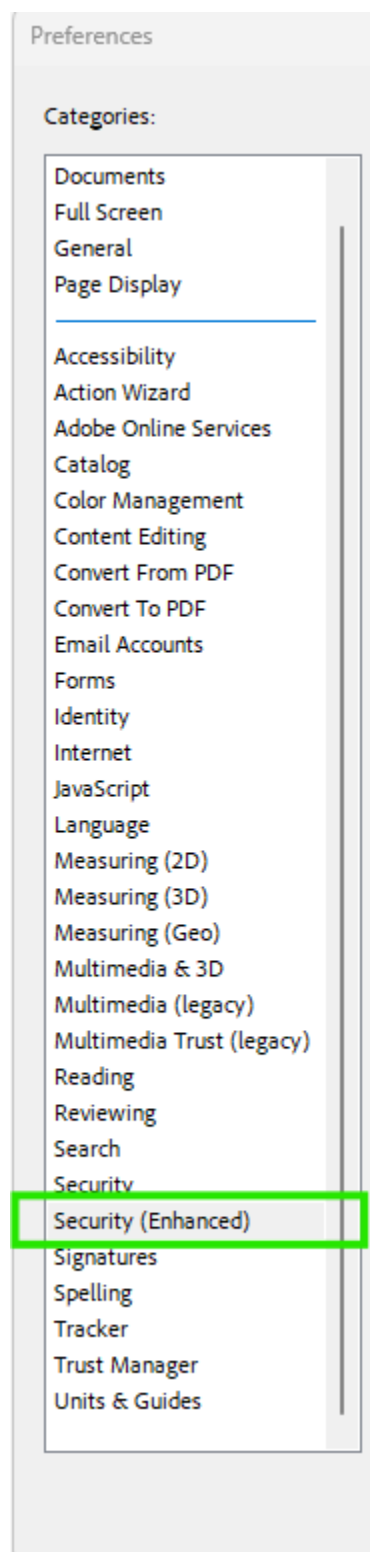 Preferences
Categories:
Documents
Full Screen
General
Page Display
Accessibility
Action Wizard
Adobe Online Services
Catalog
Color Management
Content Editing
Convert From PDF
Convert To PDF
Email Accounts
Forms
Identity
Internet
JavaScript
Language
Measuring (2D)
Measuring (3D)
Measuring (Geo)
Multimedia & 3D
Multimedia (legacy)
Multimedia Trust (legacy)
Reading
Reviewing
Search
Security
Security (Enhanced)
Signatures
Spelling
Tracker
Trust Manager
Units & Guides